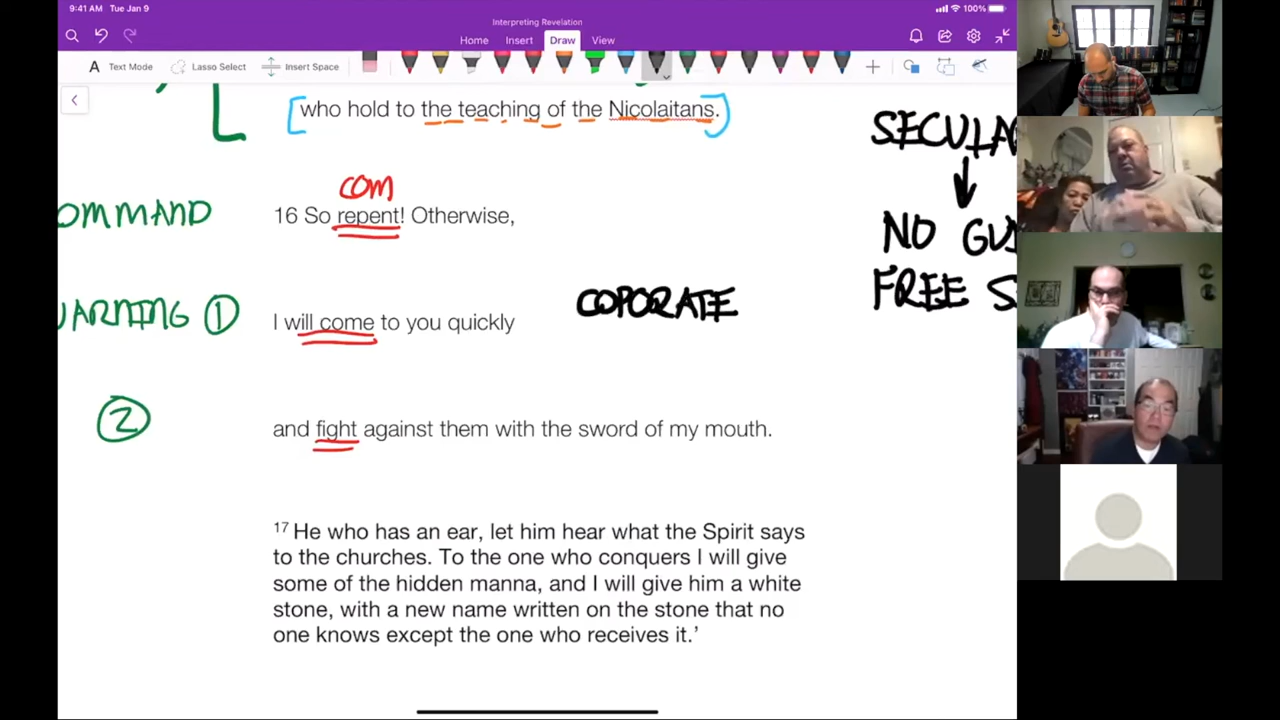 9:41 AM Tue Jan 9
100%
Interpreting Revelation
Home Insert Draw View
A Text Mode Lasso Select Insert Space
who hold to the teaching of the Nicolaitans.
SECULA
COM
OMMAND
16 So repent! Otherwise,
NO GU
FREE S
COPORATE
WARNING 1
I will come to you quickly
2
and fight against them with the sword of my mouth.
17 He who has an ear, let him hear what the Spirit says
to the churches. To the one who conquers I will give
some of the hidden manna, and I will give him a white
stone, with a new name written on the stone that no
one knows except the one who receives it.’